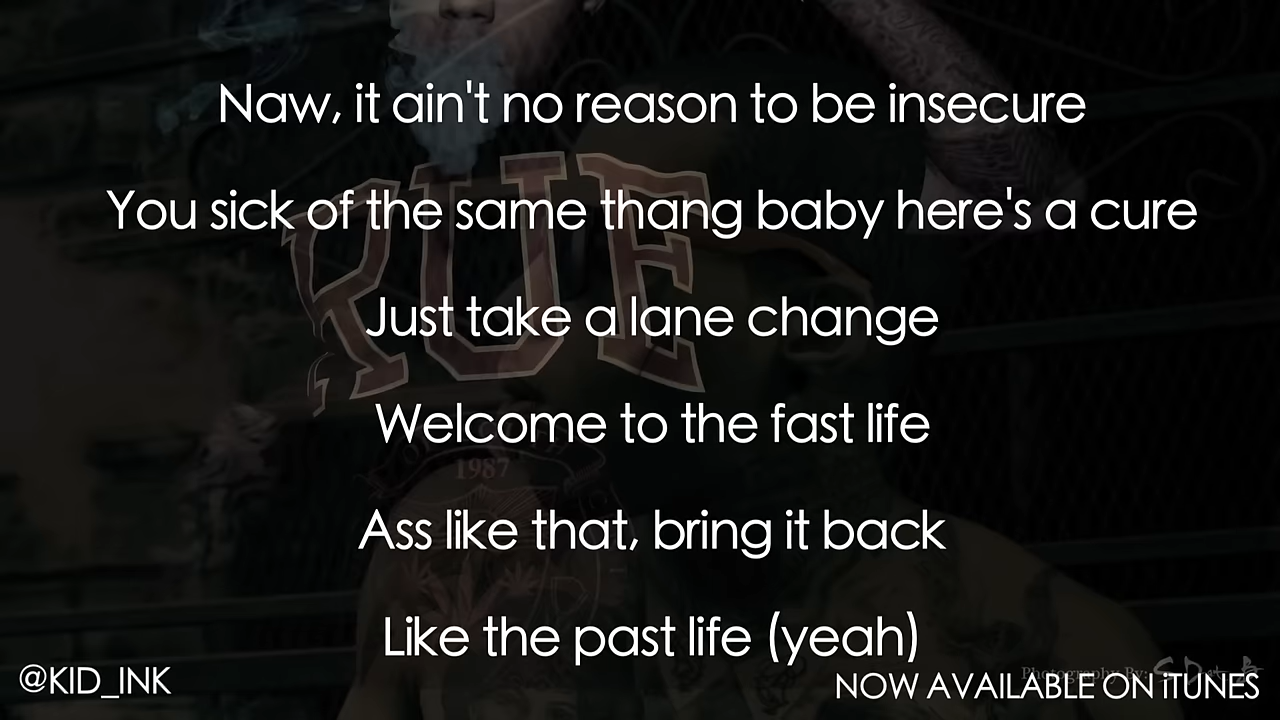 Naw, it ain't no reason to be insecure
RUE
You sick of the same thang baby here's a cure
Just take a lane change
Welcome to the fast life
1987
Ass like that, bring it back
Like the past life (yeah)
Photography By:
@KID_INK
NOW AVAILABLE ON iTUNES